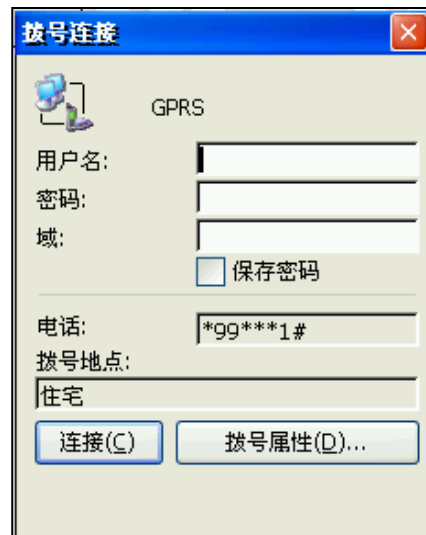 拨号连接
GPRS
用户名:
密码:
域:
保存密码
电话: *99***1#
拨号地点:
住宅
连接(C) 拨号属性(D)...